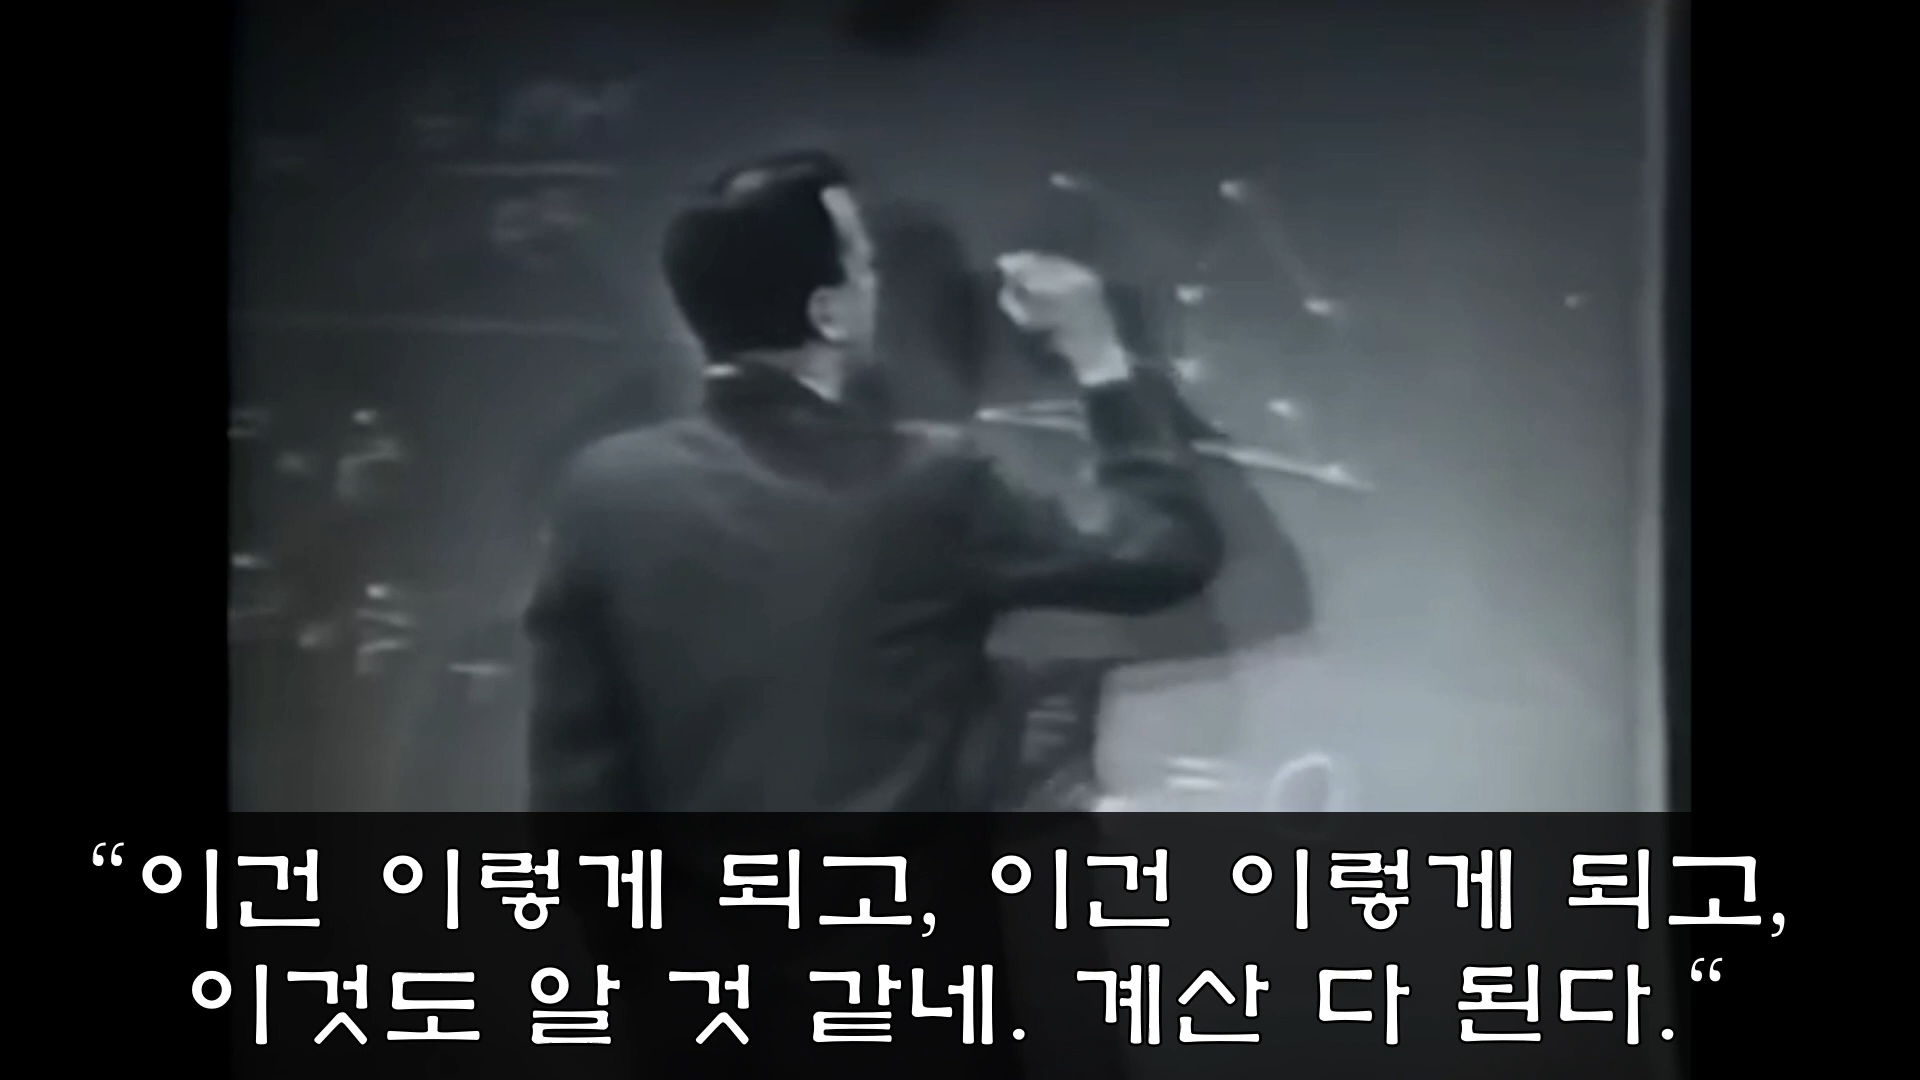 “이건 이렇게 되고, 이건 이렇게 되고,
이것도 알 것 같네. 계산 다 된다.“